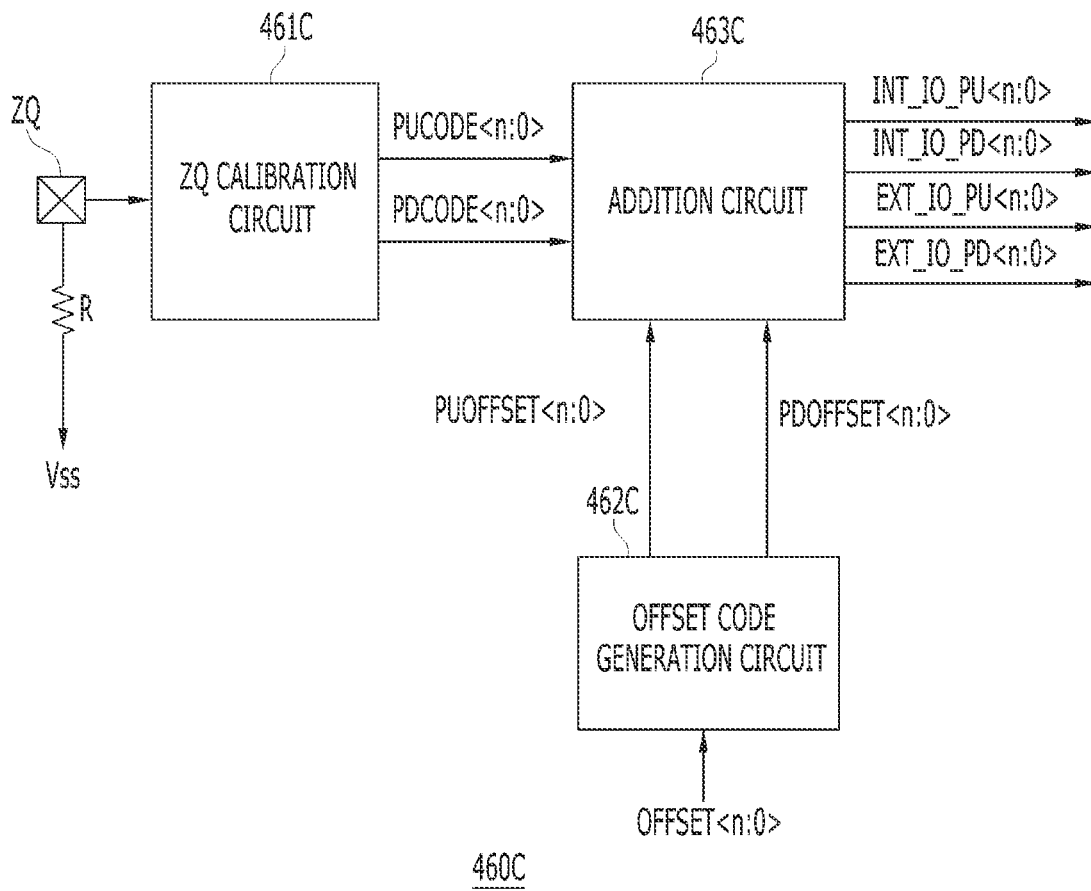 461C
463C
ZQ
ZQ CALIBRATION
CIRCUIT
PUCODE<n:0>
PDCODE<n:0>
ADDITION CIRCUIT
INT_IO_PU<n:0>
INT_IO_PD<n:0>
EXT_IO_PU<n:0>
EXT_IO_PD<n:0>
R
Vss
PUOFFSET<n:0>
PDOFFSET<n:0>
462C
OFFSET CODE
GENERATION CIRCUIT
OFFSET<n:0>
460C